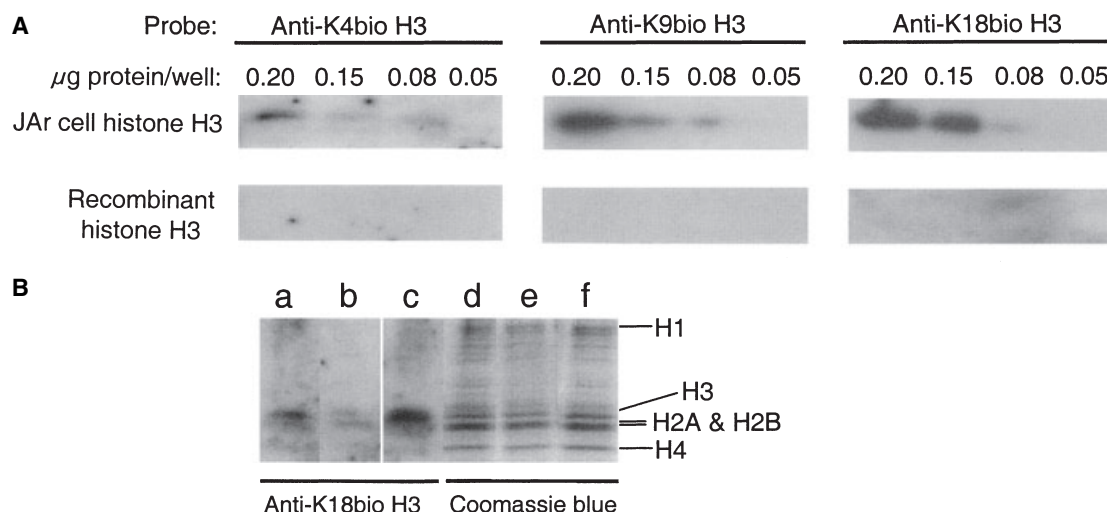 A
Probe: Anti-K4bio H3 Anti-K9bio H3 Anti-K18bio H3
μg protein/well: 0.20 0.15 0.08 0.05 0.20 0.15 0.08 0.05 0.20 0.15 0.08 0.05
JAr cell histone H3
Recombinant
histone H3
B
a b c d e f
H1
H3
H2A & H2B
H4
Anti-K18bio H3 Coomassie blue